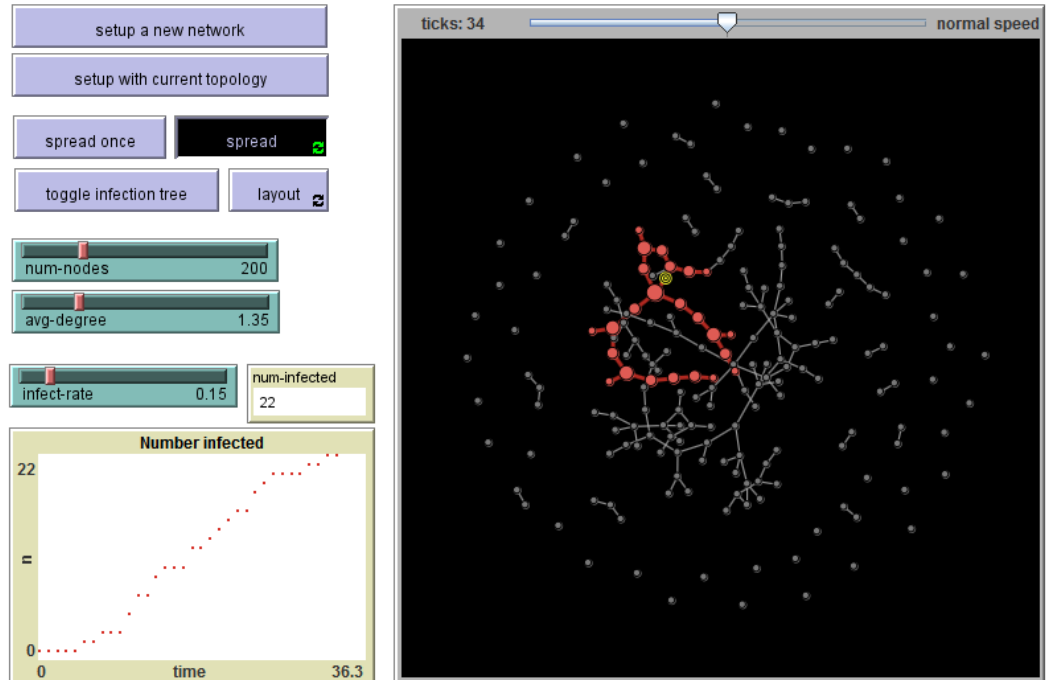 setup a new network
setup with current topology
spread once
spread
toggle infection tree
layout
num-nodes 200
avg-degree 1.35
infect-rate 0.15
num-infected
22
Number infected
22
n
0
0 time 36.3
ticks: 34
normal speed